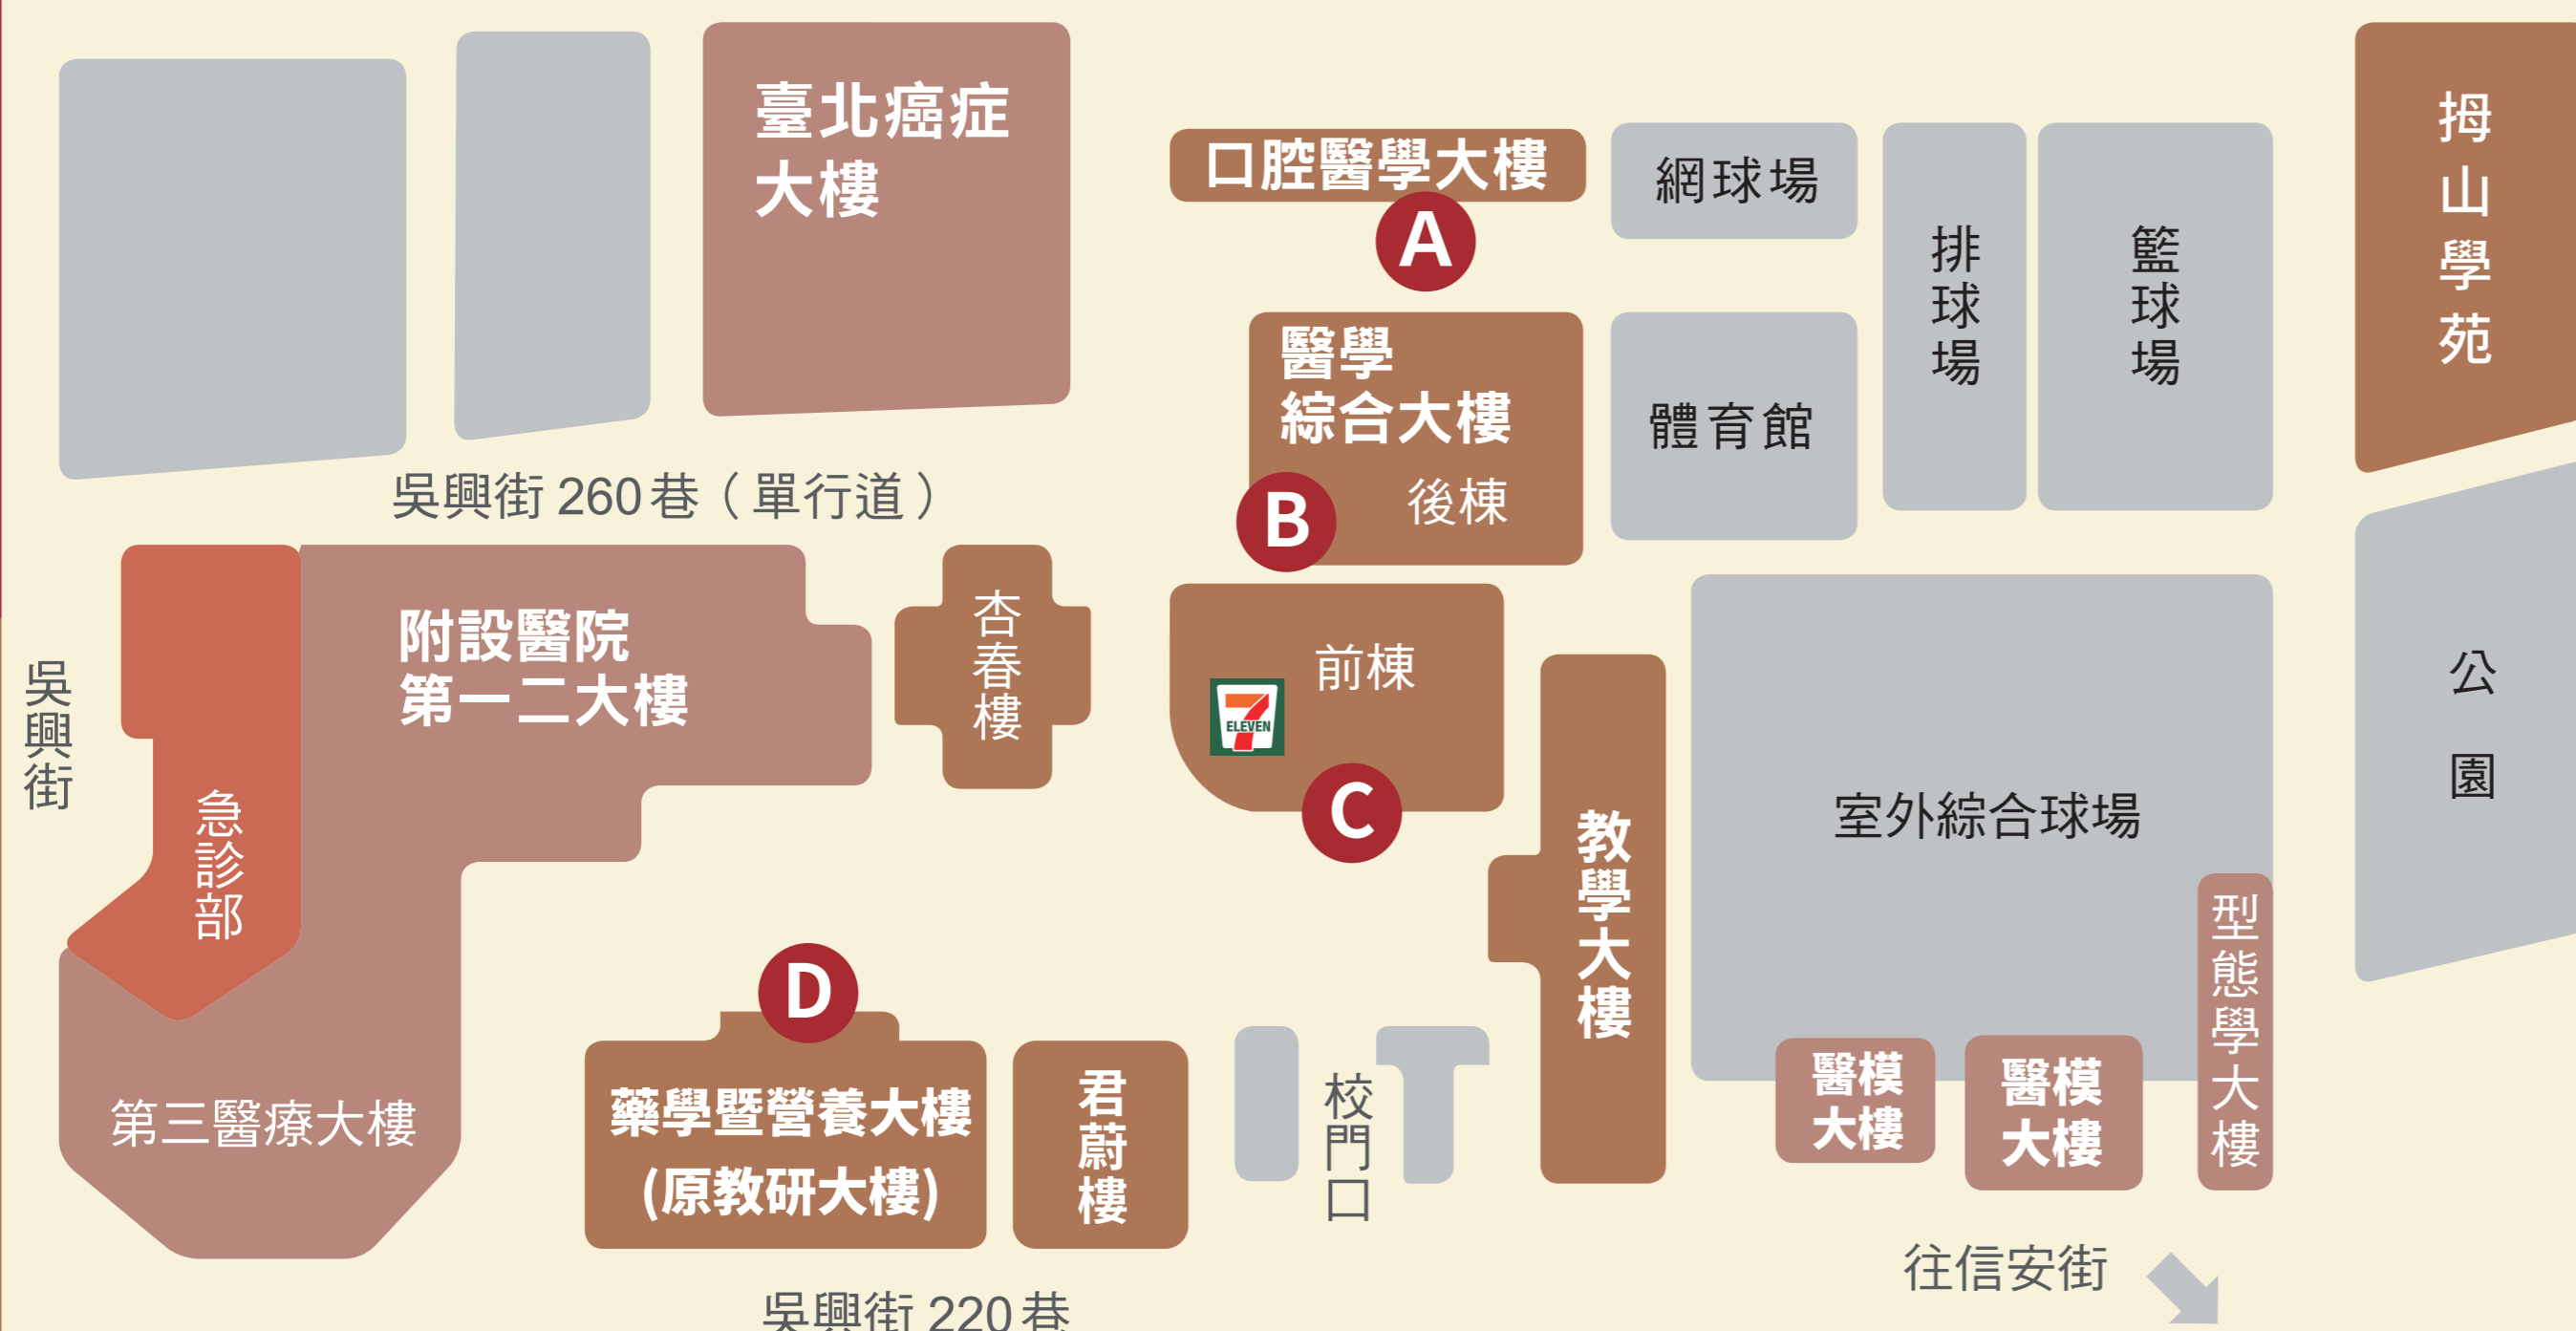 臺北癌症
大樓
口腔醫學大樓
A
網球場
排球場
籃球場
拇山學苑
醫學
綜合大樓
後棟
B
體育館
吳興街 260 巷（單行道）
附設醫院
第一二大樓
杏春樓
前棟
7
ELEVEN
C
吳興街
急診部
教學大樓
室外綜合球場
公園
型態學大樓
D
第三醫療大樓
藥學暨營養大樓
(原教研大樓)
君蔚樓
校門口
醫模
大樓
醫模
大樓
往信安街
吳興街 220 巷